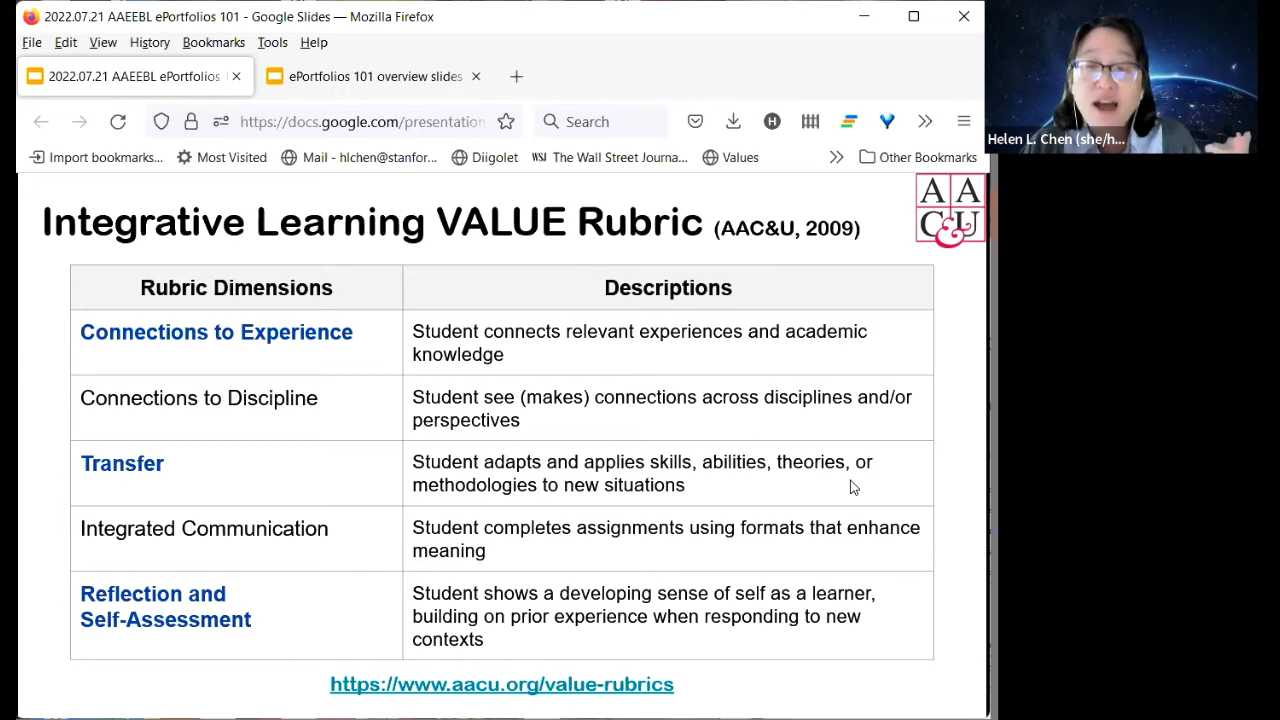 2022.07.21 AAEEBL ePortfolios 101 - Google Slides — Mozilla Firefox
File Edit View History Bookmarks Tools Help
2022.07.21 AAEEBL ePortfolios
ePortfolios 101 overview slides
https://docs.google.com/presentation
Search
H
Import bookmarks...
Most Visited
Mail - hlchen@stanfor...
Diigolet
WSJ The Wall Street Journa...
Values
Other Bookmarks
Helen L. Chen (she/h...
Integrative Learning VALUE Rubric (AAC&U, 2009)
A A
C & U
Rubric Dimensions Descriptions
Connections to Experience
Student connects relevant experiences and academic
knowledge
Connections to Discipline
Student see (makes) connections across disciplines and/or
perspectives
Transfer
Student adapts and applies skills, abilities, theories, or
methodologies to new situations
Integrated Communication
Student completes assignments using formats that enhance
meaning
Reflection and
Self-Assessment
Student shows a developing sense of self as a learner,
building on prior experience when responding to new
contexts
https://www.aacu.org/value-rubrics